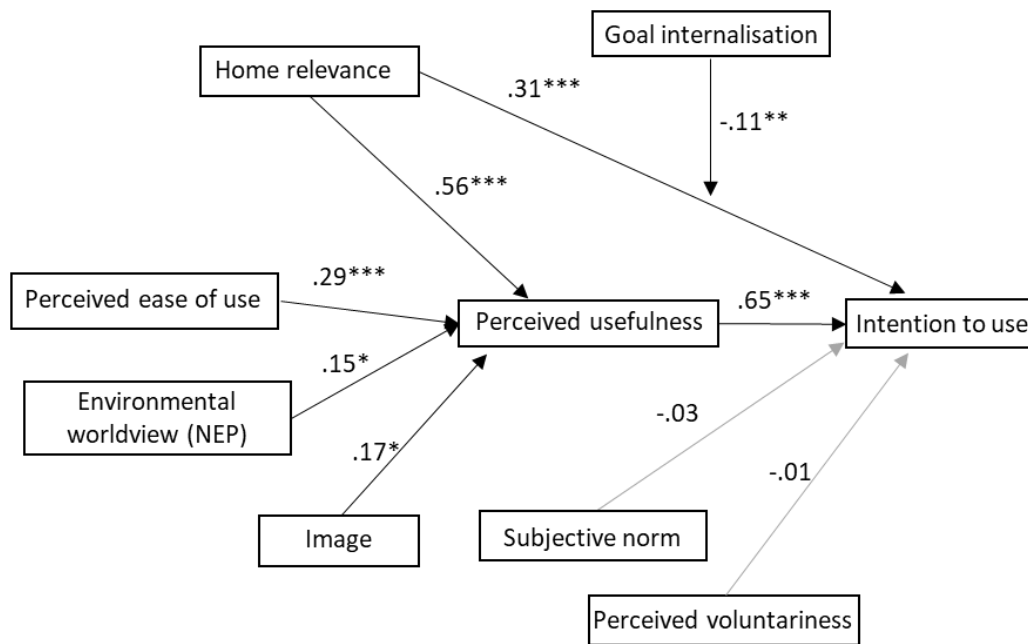 Goal internalisation
Home relevance
.31***
-.11**
.56***
.29***
Perceived ease of use
Perceived usefulness
.65***
Intention to use
.15*
Environmental
worldview (NEP)
-.03
.17*
-.01
Image
Subjective norm
Perceived voluntariness